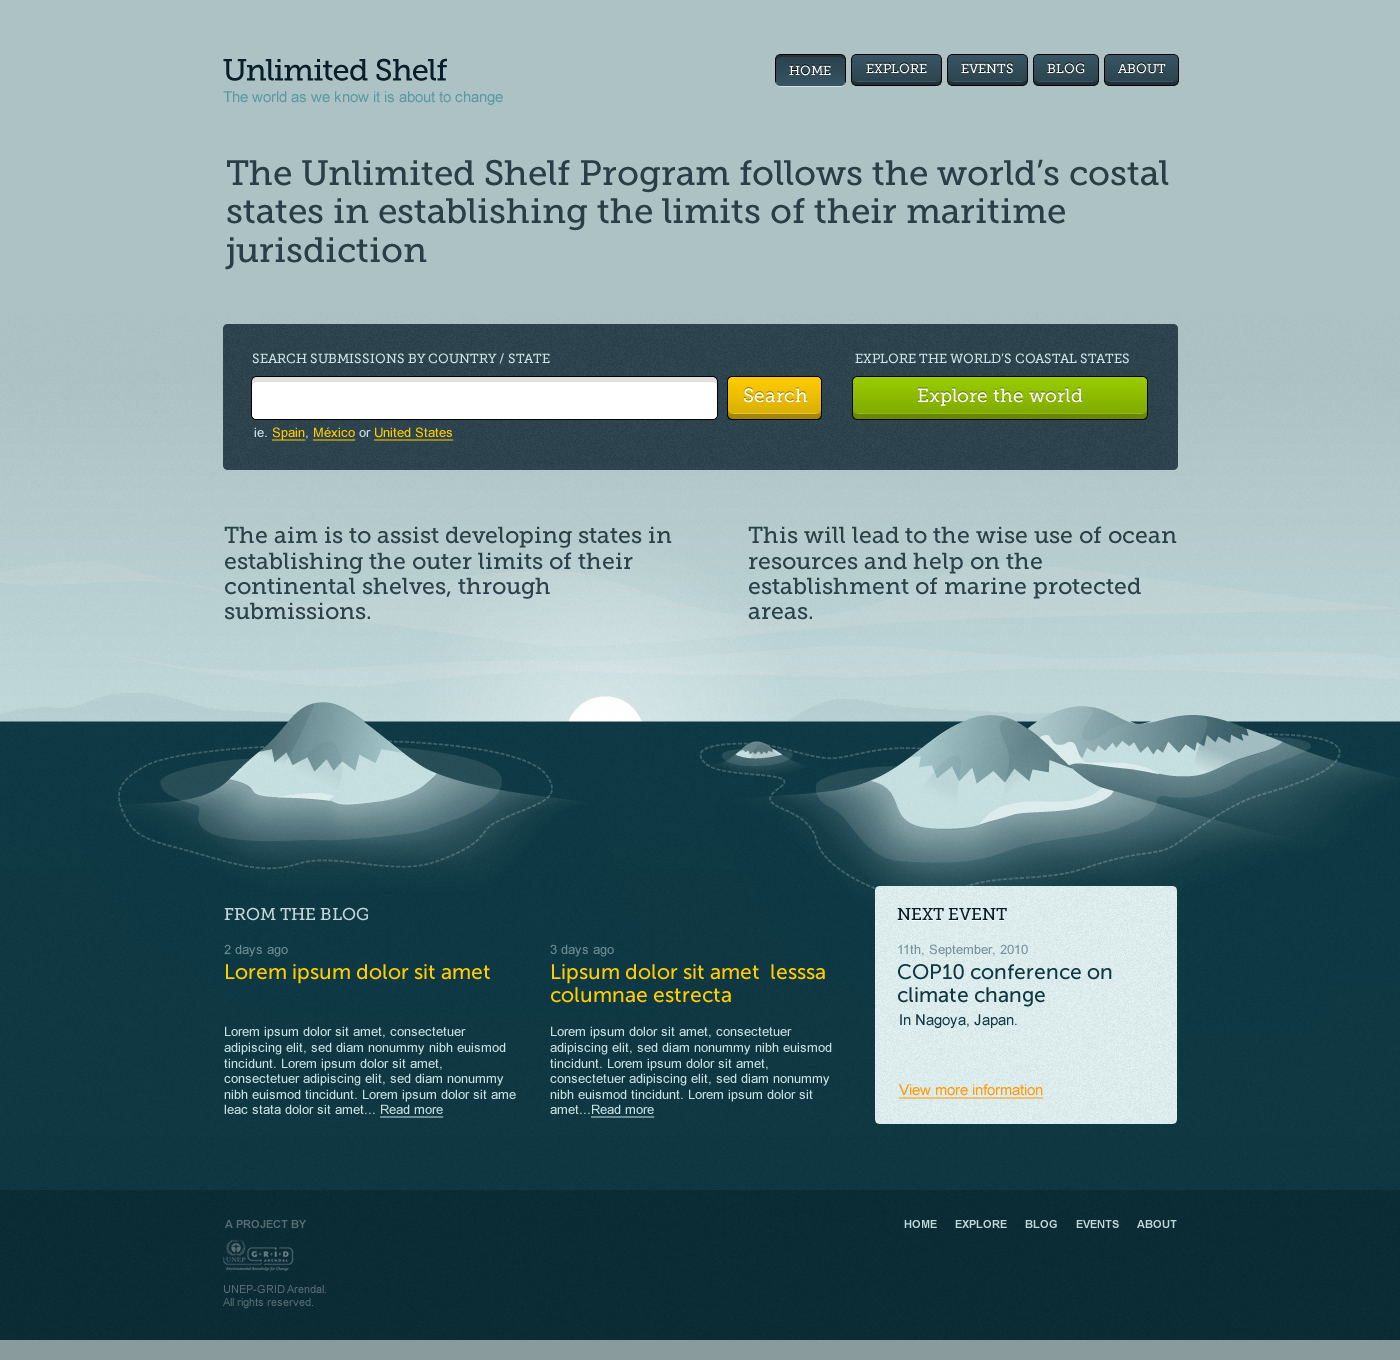 Unlimited Shelf
The world as we know it is about to change
HOME
EXPLORE
EVENTS
BLOG
ABOUT
The Unlimited Shelf Program follows the world’s costal
states in establishing the limits of their maritime
jurisdiction
SEARCH SUBMISSIONS BY COUNTRY / STATE
Search
ie. Spain, México or United States
EXPLORE THE WORLD’S COASTAL STATES
Explore the world
The aim is to assist developing states in
establishing the outer limits of their
continental shelves, through
submissions.
This will lead to the wise use of ocean
resources and help on the
establishment of marine protected
areas.
FROM THE BLOG
2 days ago
Lorem ipsum dolor sit amet
Lorem ipsum dolor sit amet, consectetuer
adipiscing elit, sed diam nonummy nibh euismod
tincidunt. Lorem ipsum dolor sit amet,
consectetuer adipiscing elit, sed diam nonummy
nibh euismod tincidunt. Lorem ipsum dolor sit ame
leac stata dolor sit amet... Read more
3 days ago
Lipsum dolor sit amet  lesssa
columnae estrecta
Lorem ipsum dolor sit amet, consectetuer
adipiscing elit, sed diam nonummy nibh euismod
tincidunt. Lorem ipsum dolor sit amet,
consectetuer adipiscing elit, sed diam nonummy
nibh euismod tincidunt. Lorem ipsum dolor sit
amet...Read more
NEXT EVENT
11th, September, 2010
COP10 conference on
climate change
In Nagoya, Japan.
View more information
A PROJECT BY
UNEP
G·R·I·D
ARENDAL
UNEP-GRID Arendal.
All rights reserved.
HOME
EXPLORE
BLOG
EVENTS
ABOUT